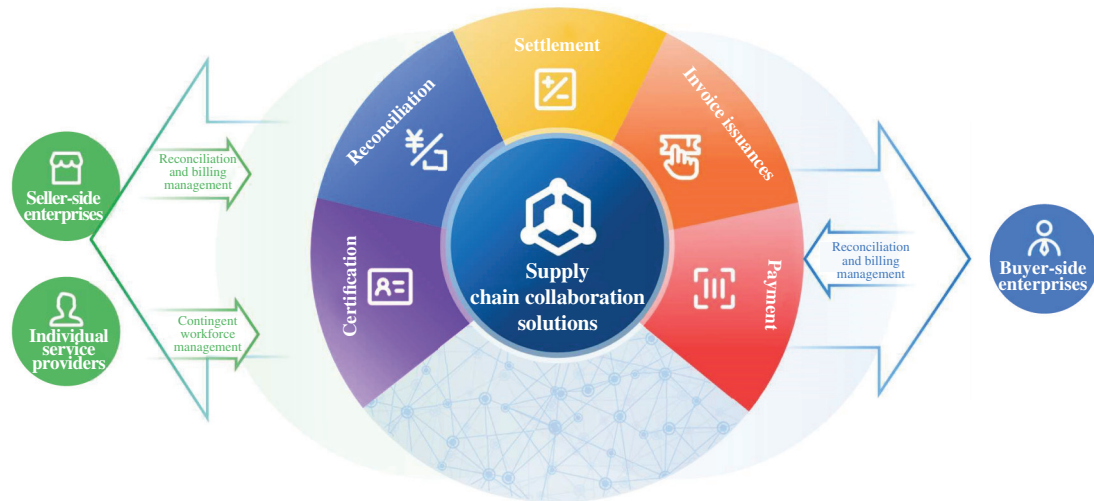 Settlement
Reconciliation
Invoice issuances
Certification
Payment
Supply
chain collaboration
solutions
Seller-side
enterprises
Reconciliation
and billing
management
Individual
service
providers
Contingent
workforce
management
Reconciliation
and billing
management
Buyer-side
enterprises